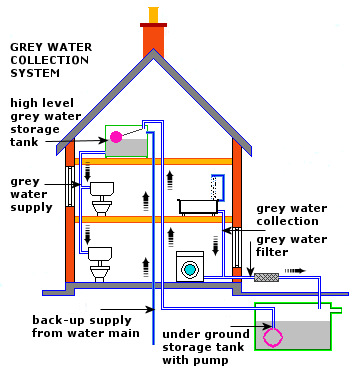 GREY WATER
COLLECTION
SYSTEM
high level
grey water
storage
tank
grey
water
supply
grey water
collection
grey water
filter
back-up supply
from water main
under ground
storage tank
with pump